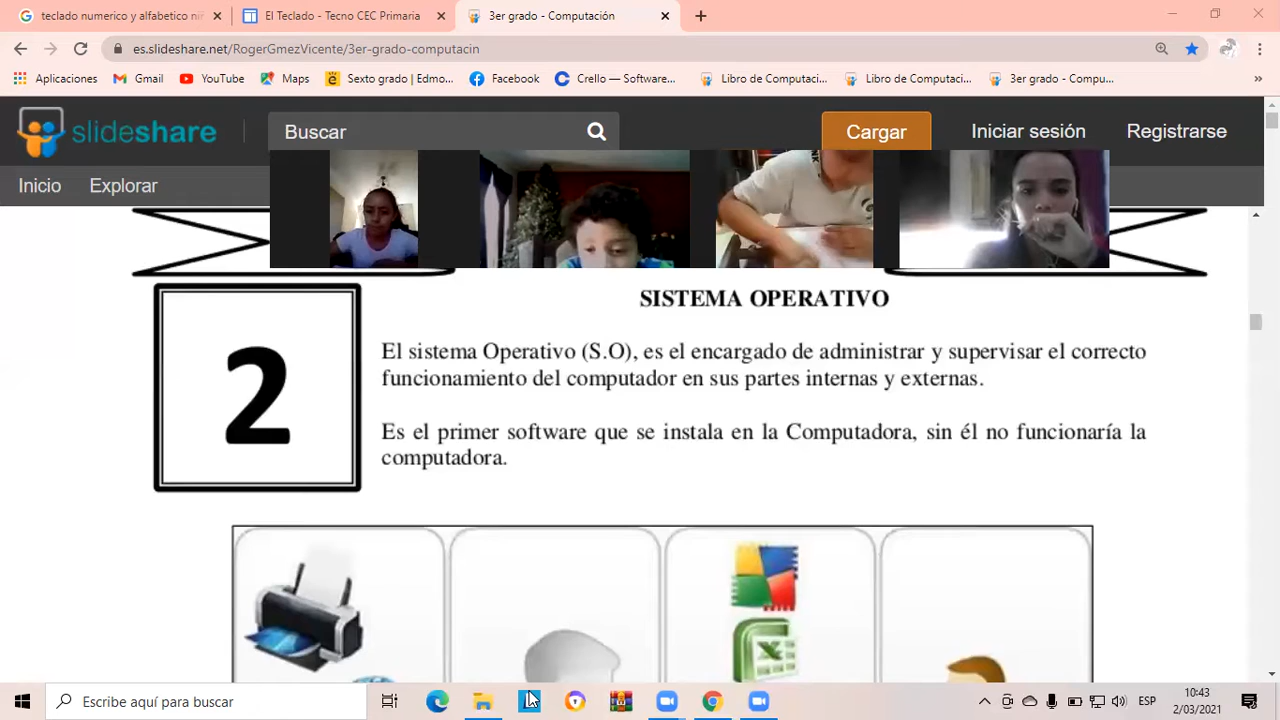 teclado numerico y alfabetico ni
El Teclado - Tecno CEC Primaria
3er grado - Computación
es.slideshare.net/RogerGmezVicente/3er-grado-computacin
Aplicaciones
Gmail
YouTube
Maps
Sexto grado | Edmo...
Facebook
Crello — Software...
Libro de Computaci...
Libro de Computaci...
3er grado - Compu...
slideshare
Buscar
Cargar
Iniciar sesión
Registrarse
Inicio
Explorar
2
SISTEMA OPERATIVO
El sistema Operativo (S.O), es el encargado de administrar y supervisar el correcto
funcionamiento del computador en sus partes internas y externas.
Es el primer software que se instala en la Computadora, sin él no funcionaría la
computadora.
Escribe aquí para buscar
ESP
10:43
2/03/2021